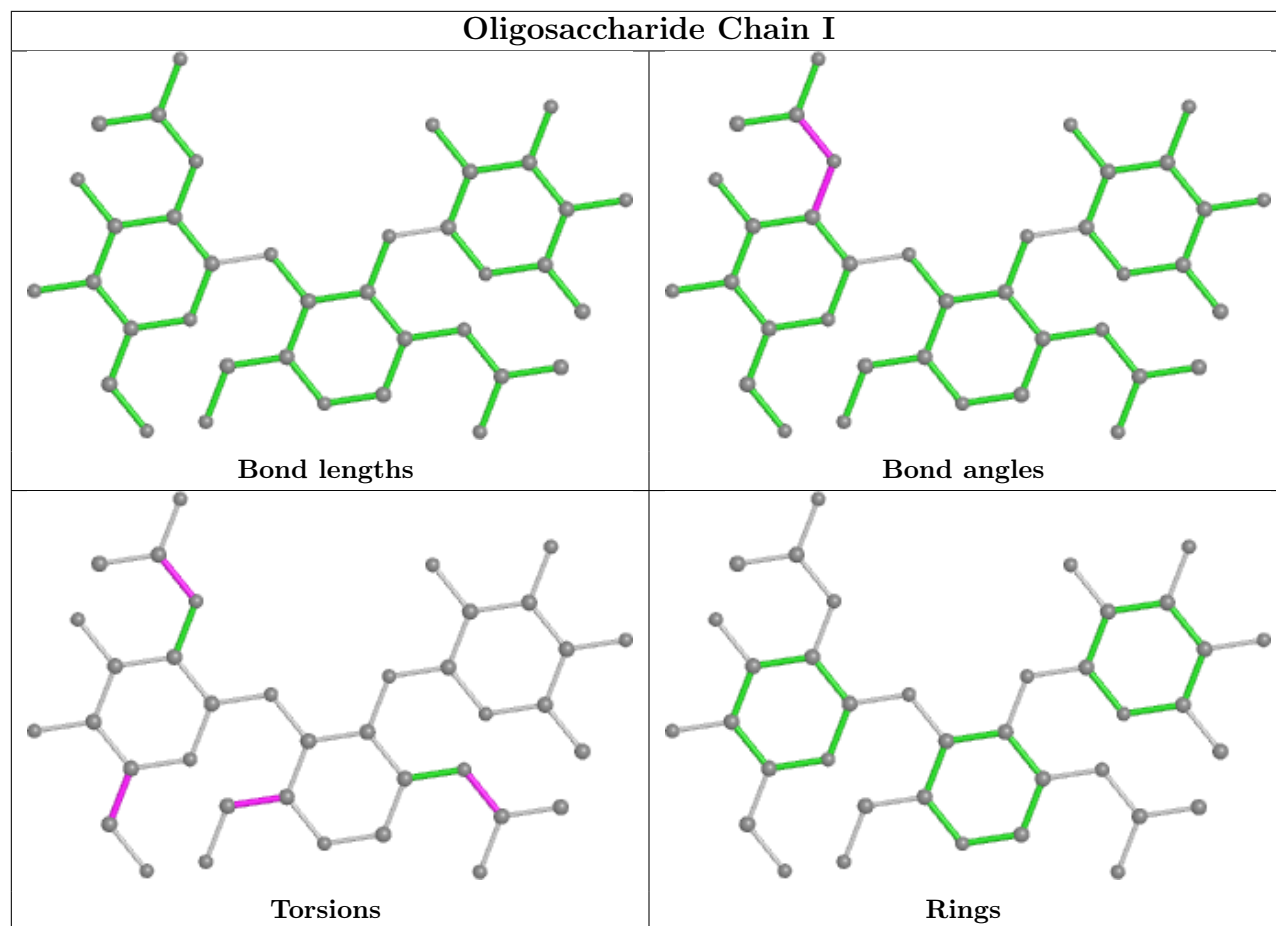 Oligosaccharide Chain I
Bond lengths
Bond angles
Torsions
Rings